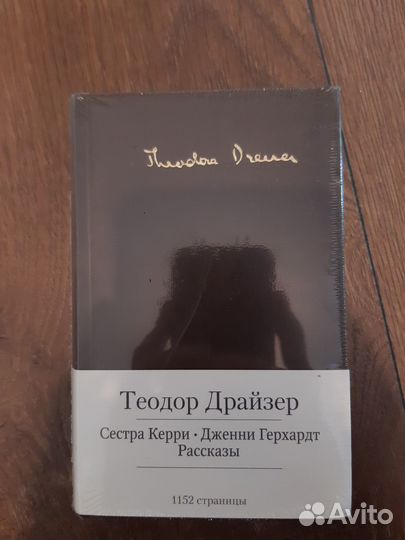 Theodore Dreiser
Теодор Драйзер
Сестра Керри • Дженни Герхардт
Рассказы
1152 страницы
Avito